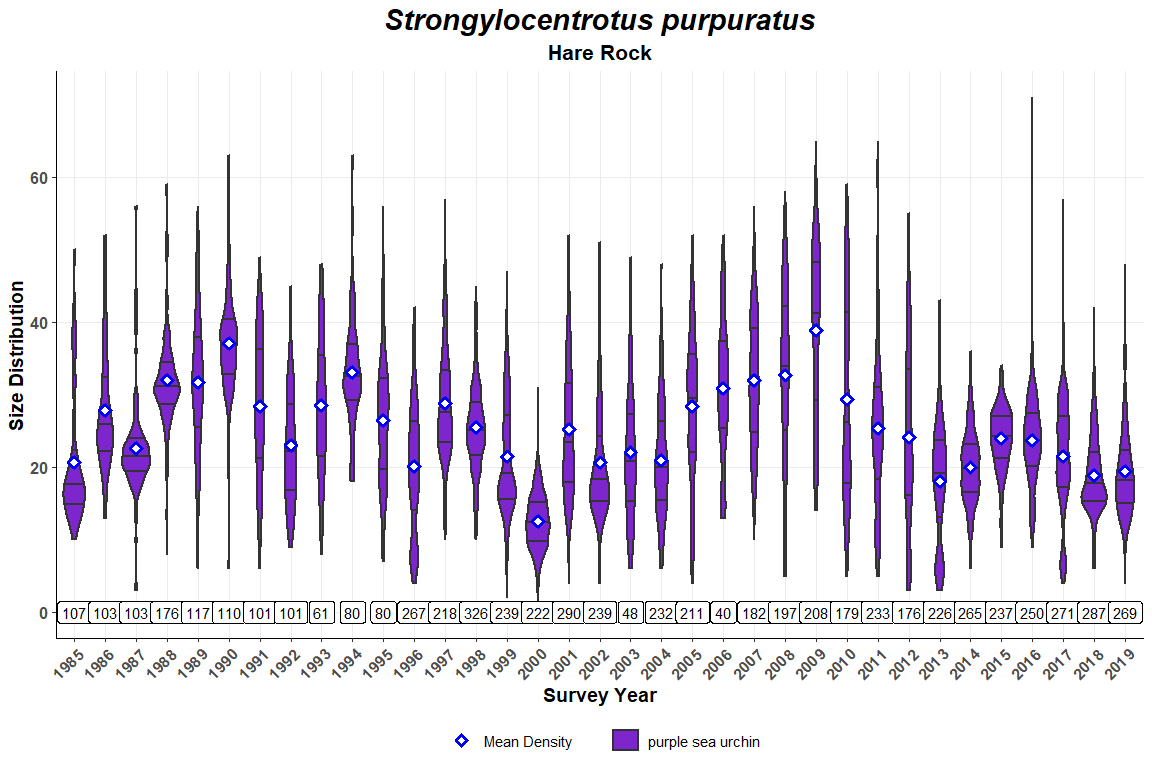 Strongylocentrotus purpuratus
Hare Rock
Size Distribution
60
40
20
0
107 103 103 176 117 110 101 101 61 80 80 267 218 326 239 222 290 239 48 232 211 40 182 197 208 179 233 176 226 265 237 250 271 287 269
1985 1986 1987 1988 1989 1990 1991 1992 1993 1994 1995 1996 1997 1998 1999 2000 2001 2002 2003 2004 2005 2006 2007 2008 2009 2010 2011 2012 2013 2014 2015 2016 2017 2018 2019
Survey Year
Mean Density purple sea urchin